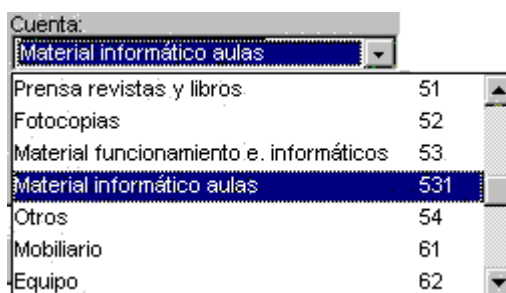 Cuenta:
Material informático aulas
Prensa revistas y libros 51
Fotocopias 52
Material funcionamiento e. informáticos 53
Material informático aulas 531
Otros 54
Mobiliario 61
Equipo 62